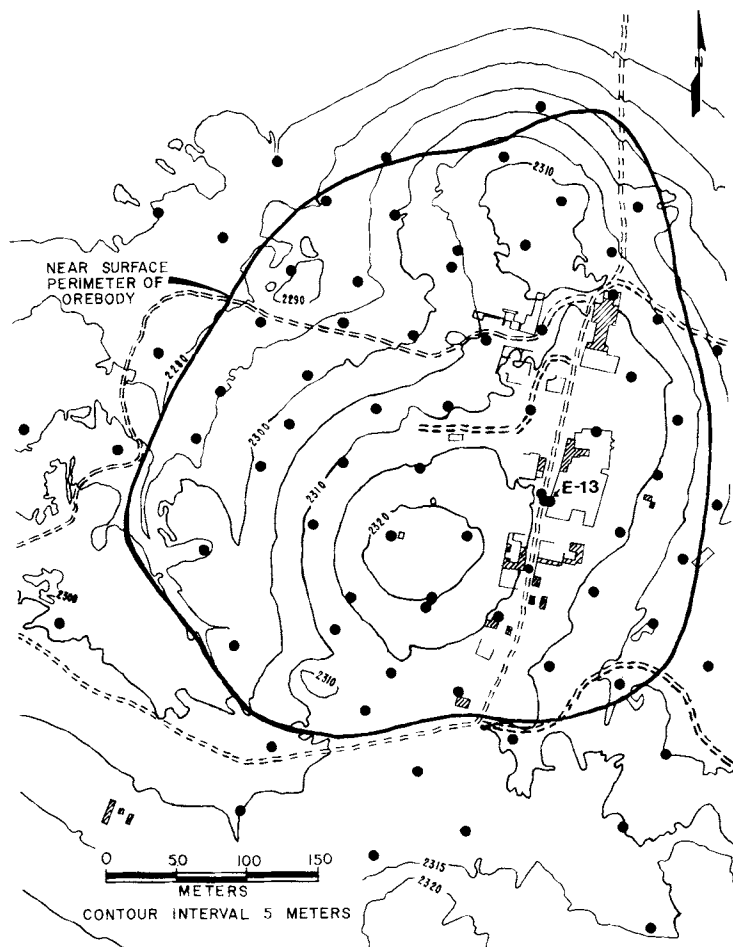 N
2310
NEAR SURFACE
PERIMETER OF
OREBODY
2290
2280
2300
2310
E-13
2320
2300
2310
0 50 100 150
METERS
CONTOUR INTERVAL 5 METERS
2315
2320